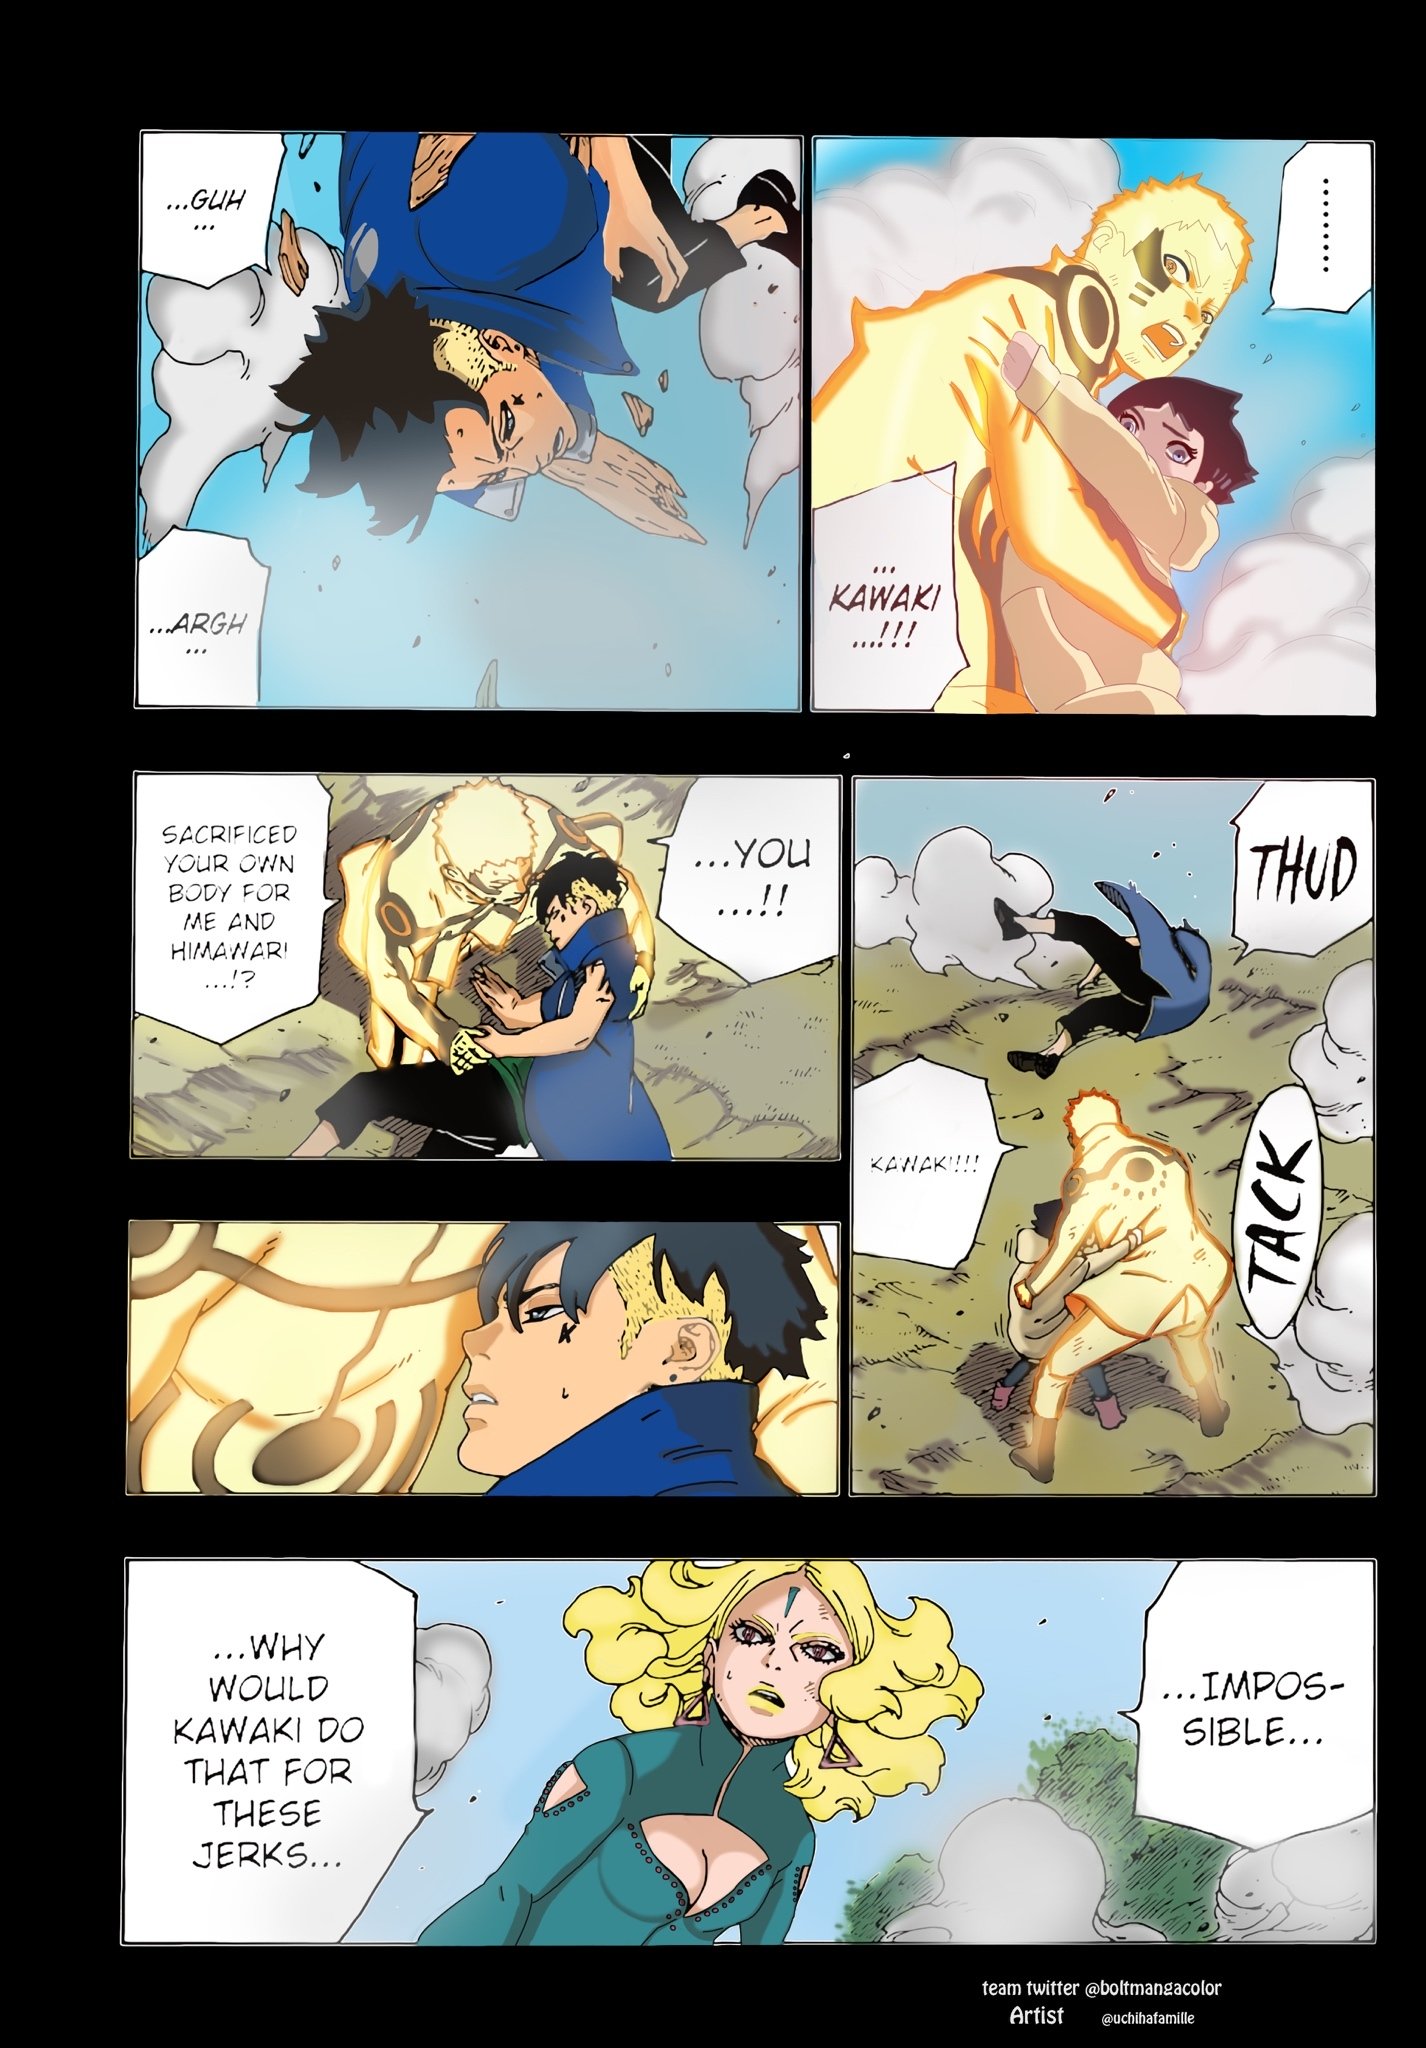 .........
...
KAWAKI
...!!!
...GUH
...
...ARGH
...
THUD
TACK
KAWAKI!!!
...YOU
...!!
SACRIFICED
YOUR OWN
BODY FOR
ME AND
HIMAWARI
...!?
...IMPOS-
SIBLE...
...WHY
WOULD
KAWAKI DO
THAT FOR
THESE
JERKS...
team twitter @boltmangacolor
Artist @uchihafamille